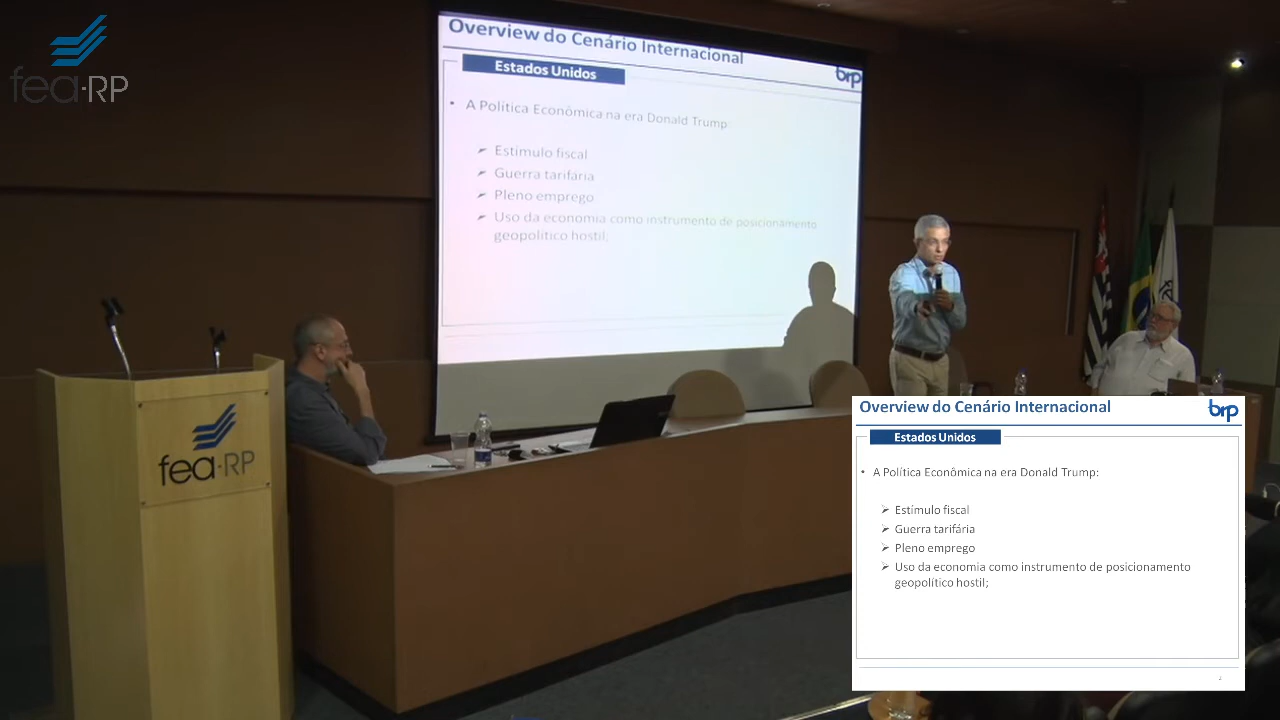 fea-RP
Overview do Cenário Internacional
brp
Estados Unidos
• A Política Econômica na era Donald Trump:
Estímulo fiscal
Guerra tarifária
Pleno emprego
Uso da economia como instrumento de posicionamento
geopolítico hostil;
fea-RP
Overview do Cenário Internacional
brp
Estados Unidos
• A Política Econômica na era Donald Trump:
➢ Estímulo fiscal
➢ Guerra tarifária
➢ Pleno emprego
➢ Uso da economia como instrumento de posicionamento
geopolítico hostil;